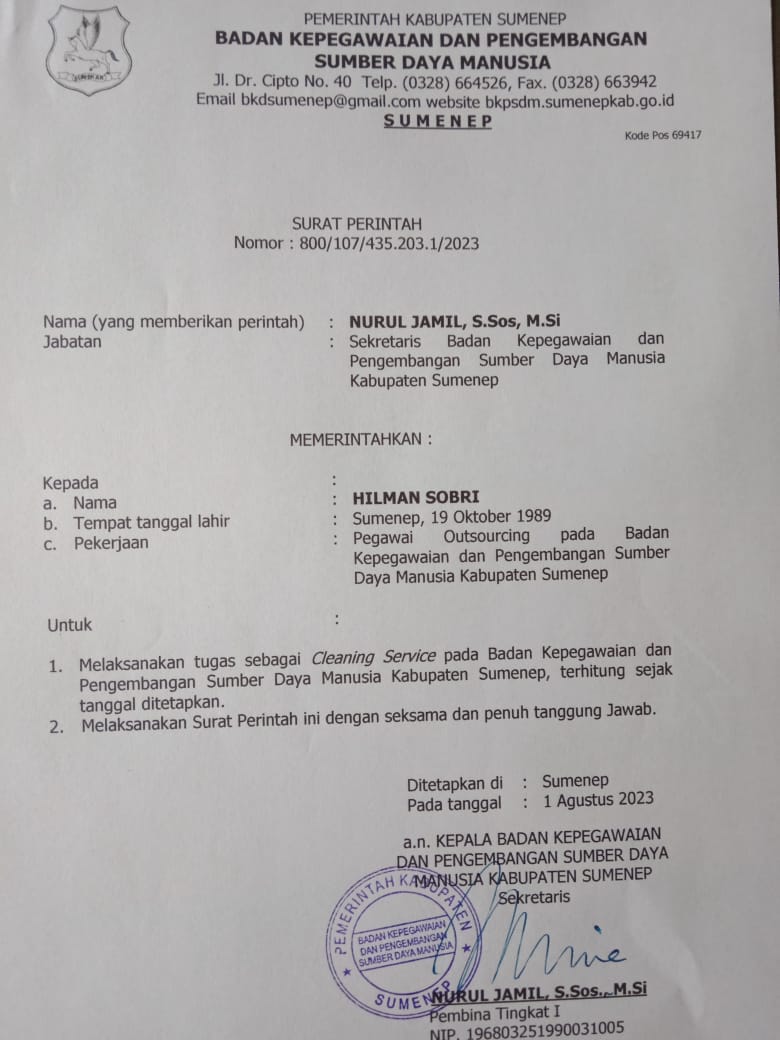 PEMERINTAH KABUPATEN SUMENEP
BADAN KEPEGAWAIAN DAN PENGEMBANGAN
SUMBER DAYA MANUSIA
Jl. Dr. Cipto No. 40 Telp. (0328) 664526, Fax. (0328) 663942
Email bkdsumenep@gmail.com website bkpsdm.sumenepkab.go.id
S U M E N E P
Kode Pos 69417
SURAT PERINTAH
Nomor : 800/107/435.203.1/2023
Nama (yang memberikan perintah) : NURUL JAMIL, S.Sos, M.Si
Jabatan : Sekretaris Badan Kepegawaian dan
Pengembangan Sumber Daya Manusia
Kabupaten Sumenep
MEMERINTAHKAN :
Kepada :
a. Nama : HILMAN SOBRI
b. Tempat tanggal lahir : Sumenep, 19 Oktober 1989
c. Pekerjaan : Pegawai Outsourcing pada Badan
Kepegawaian dan Pengembangan Sumber
Daya Manusia Kabupaten Sumenep
Untuk :
1. Melaksanakan tugas sebagai Cleaning Service pada Badan Kepegawaian dan
Pengembangan Sumber Daya Manusia Kabupaten Sumenep, terhitung sejak
tanggal ditetapkan.
2. Melaksanakan Surat Perintah ini dengan seksama dan penuh tanggung Jawab.
Ditetapkan di : Sumenep
Pada tanggal : 1 Agustus 2023
a.n. KEPALA BADAN KEPEGAWAIAN
DAN PENGEMBANGAN SUMBER DAYA
MANUSIA KABUPATEN SUMENEP
Sekretaris
PEMERINTAH KABUPATEN
BADAN KEPEGAWAIAN
DAN PENGEMBANGAN
SUMBER DAYA MANUSIA
SUMENEP
NURUL JAMIL, S.Sos., M.Si
Pembina Tingkat I
NIP. 196803251990031005